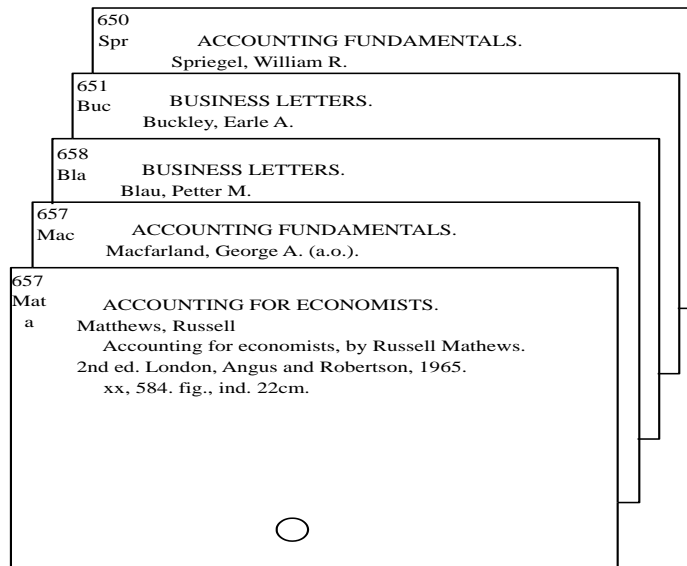 650
Spr ACCOUNTING FUNDAMENTALS.
Spriegel, William R.
651
Buc BUSINESS LETTERS.
Buckley, Earle A.
658
Bla BUSINESS LETTERS.
Blau, Petter M.
657
Mac ACCOUNTING FUNDAMENTALS.
Macfarland, George A. (a.o.).
657
Mat ACCOUNTING FOR ECONOMISTS.
a Matthews, Russell
Accounting for economists, by Russell Mathews.
2nd ed. London, Angus and Robertson, 1965.
xx, 584. fig., ind. 22cm.